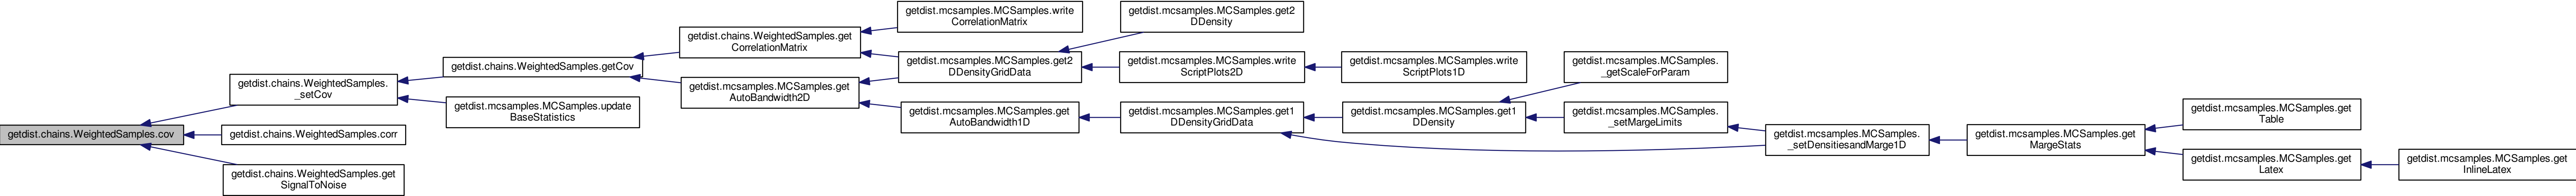 getdist.chains.WeightedSamples.cov
getdist.chains.WeightedSamples.
_setCov
getdist.chains.WeightedSamples.corr
getdist.chains.WeightedSamples.get
SignalToNoise
getdist.chains.WeightedSamples.getCov
getdist.mcsamples.MCSamples.update
BaseStatistics
getdist.chains.WeightedSamples.get
CorrelationMatrix
getdist.mcsamples.MCSamples.get
AutoBandwidth2D
getdist.mcsamples.MCSamples.write
CorrelationMatrix
getdist.mcsamples.MCSamples.get2
DDensityGridData
getdist.mcsamples.MCSamples.get
AutoBandwidth1D
getdist.mcsamples.MCSamples.get2
DDensity
getdist.mcsamples.MCSamples.write
ScriptPlots2D
getdist.mcsamples.MCSamples.get1
DDensityGridData
getdist.mcsamples.MCSamples.write
ScriptPlots1D
getdist.mcsamples.MCSamples.get1
DDensity
getdist.mcsamples.MCSamples.
_getScaleForParam
getdist.mcsamples.MCSamples.
_setMargeLimits
getdist.mcsamples.MCSamples.
_setDensitiesandMarge1D
getdist.mcsamples.MCSamples.get
MargeStats
getdist.mcsamples.MCSamples.get
Table
getdist.mcsamples.MCSamples.get
Latex
getdist.mcsamples.MCSamples.get
InlineLatex